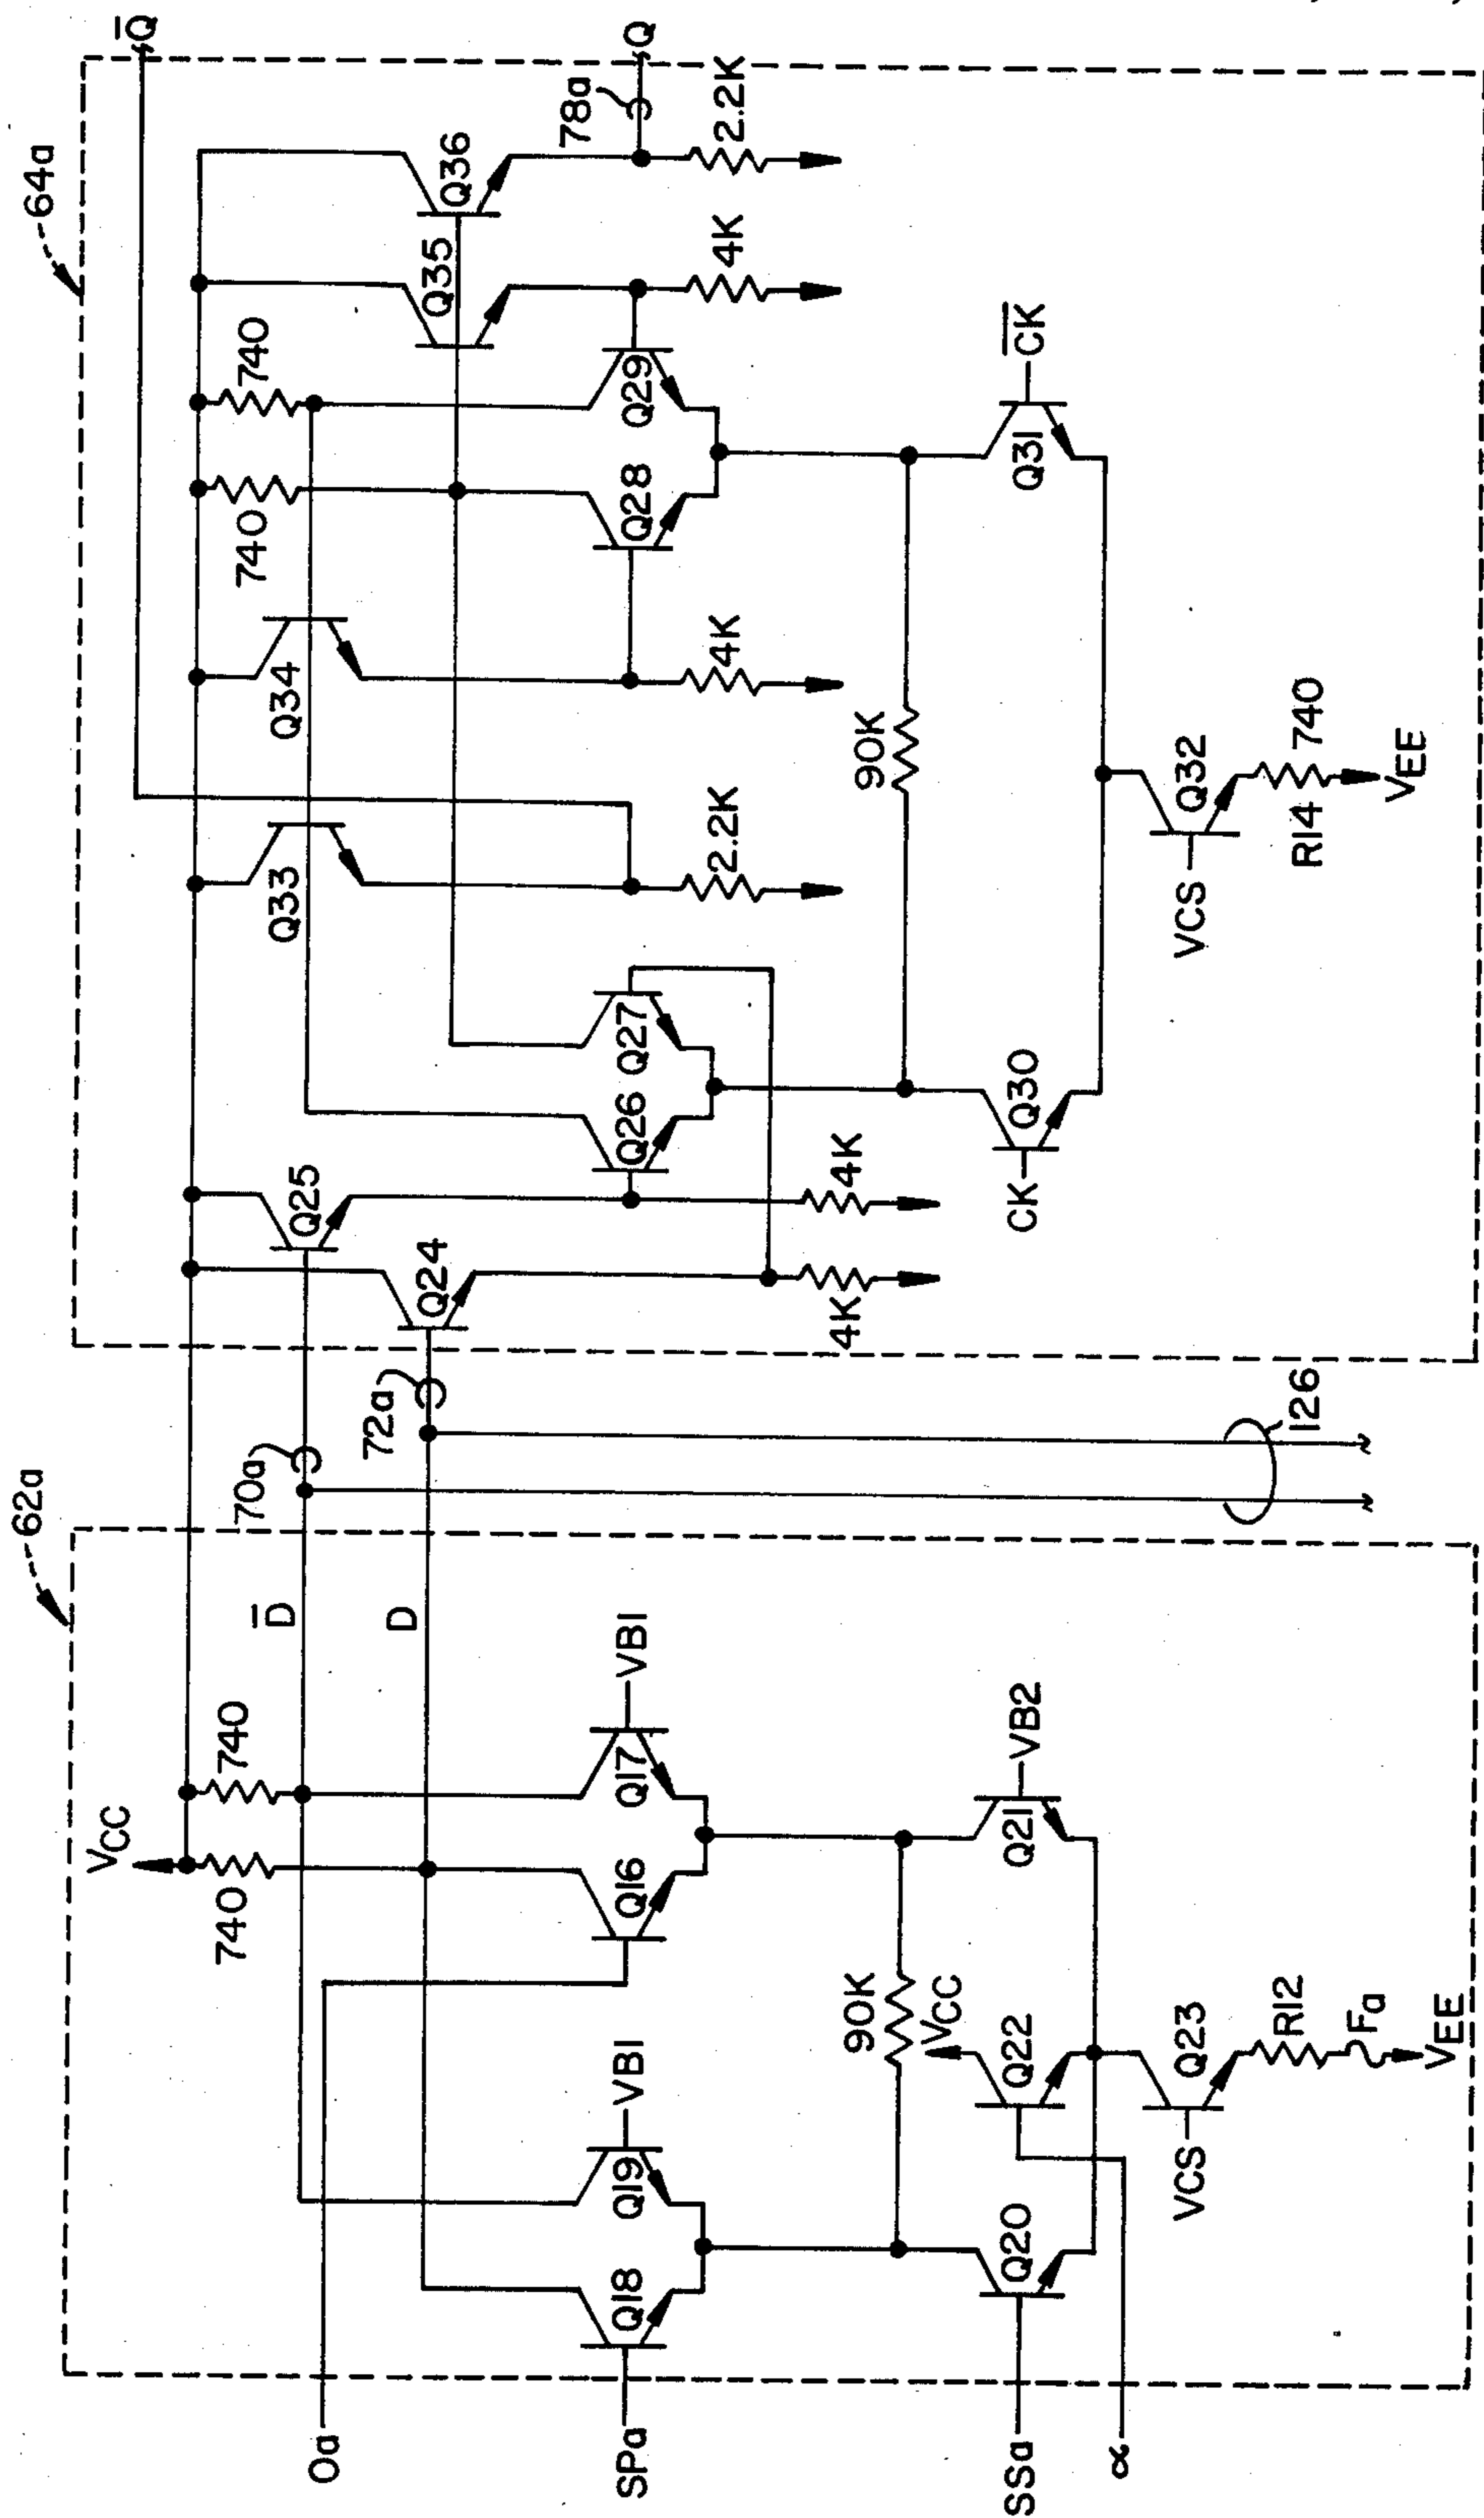 62a
64a
VCC
740
740
D̅
D
70a
72a
Oa
SPa
SSa
α
Q18
Q19
VB1
Q16
Q17
VB1
90K
VCC
Q20
Q22
Q21
VB2
VCS
Q23
R12
Fa
VEE
126
Q25
Q24
4K
4K
Q26
Q27
Q33
2.2K
Q34
4K
740
740
Q28
Q29
Q35
Q36
4K
2.2K
78a
Q̅
Q
90K
CK
Q30
Q31
C̅K̅
VCS
Q32
R14 740
VEE